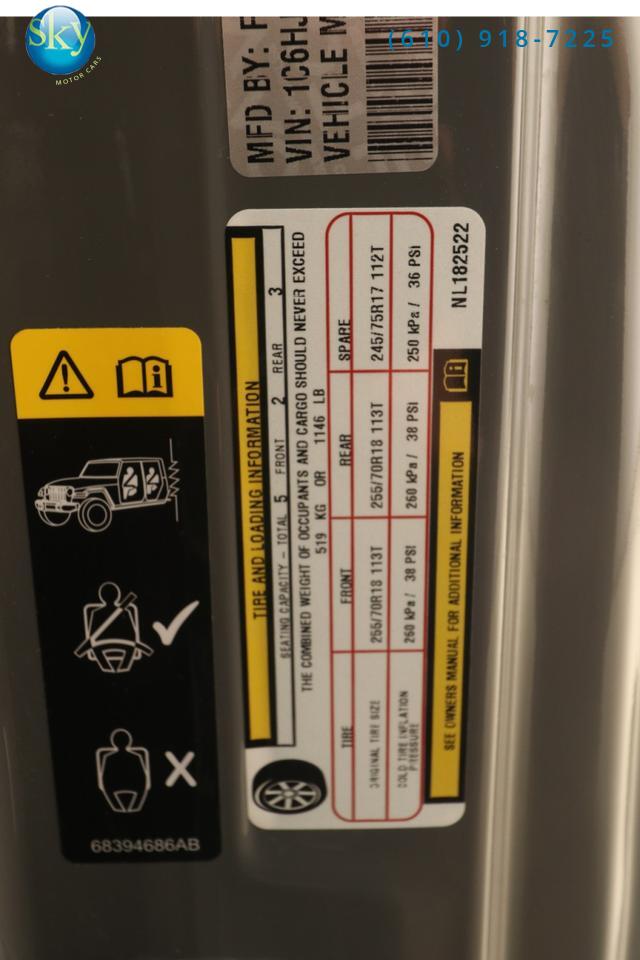 Sky
MOTOR CARS
(610) 918-7225
MFD BY: F
VIN: 1C6HJ
VEHICLE M
TIRE AND LOADING INFORMATION
SEATING CAPACITY - TOTAL 5 FRONT 2 REAR 3
THE COMBINED WEIGHT OF OCCUPANTS AND CARGO SHOULD NEVER EXCEED
519 KG OR 1146 LB
TIRE FRONT REAR SPARE
ORIGINAL TIRE SIZE 255/70R18 113T 255/70R18 113T 245/75R17 112T
COLD TIRE INFLATION PRESSURE 260 kPa / 38 PSI 260 kPa / 38 PSI 250 kPa / 36 PSI
SEE OWNERS MANUAL FOR ADDITIONAL INFORMATION
NL182522
68394686AB